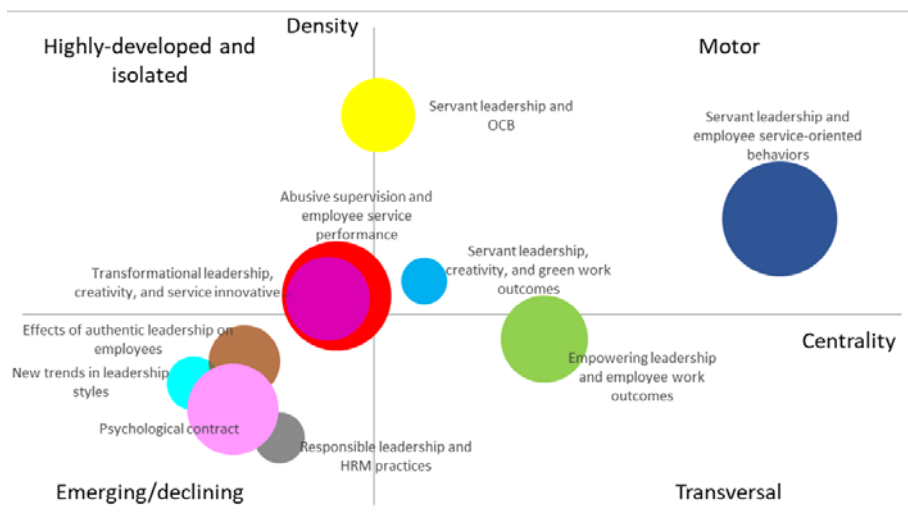 Density
Highly-developed and
isolated
Motor
Servant leadership and
OCB
Servant leadership and
employee service-oriented
behaviors
Abusive supervision and
employee service
performance
Servant leadership,
creativity, and green work
outcomes
Transformational leadership,
creativity, and service innovative
Effects of authentic leadership on
employees
Centrality
New trends in leadership
styles
Empowering leadership
and employee work
outcomes
Psychological contract
Responsible leadership and
HRM practices
Emerging/declining
Transversal